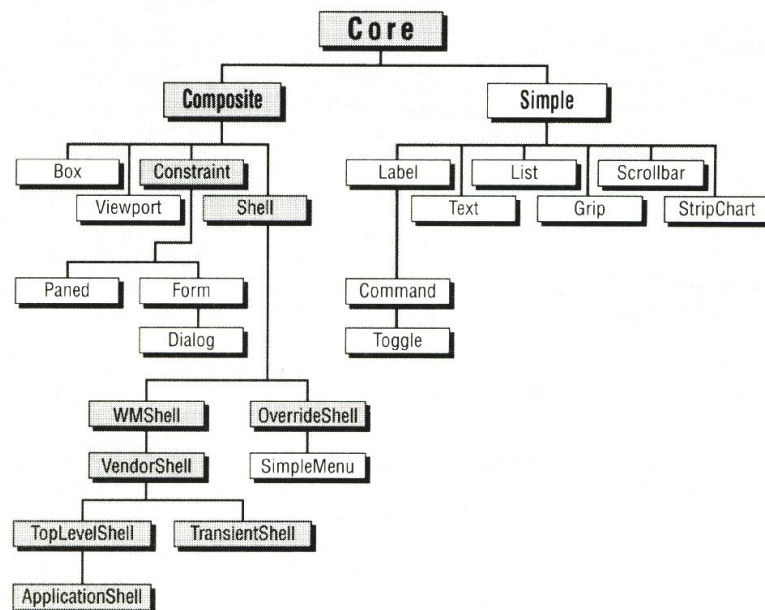 Core
Composite
Simple
Box
Constraint
Label
List
Scrollbar
Viewport
Shell
Text
Grip
StripChart
Paned
Form
Command
Dialog
Toggle
WMShell
OverrideShell
VendorShell
SimpleMenu
TopLevelShell
TransientShell
ApplicationShell